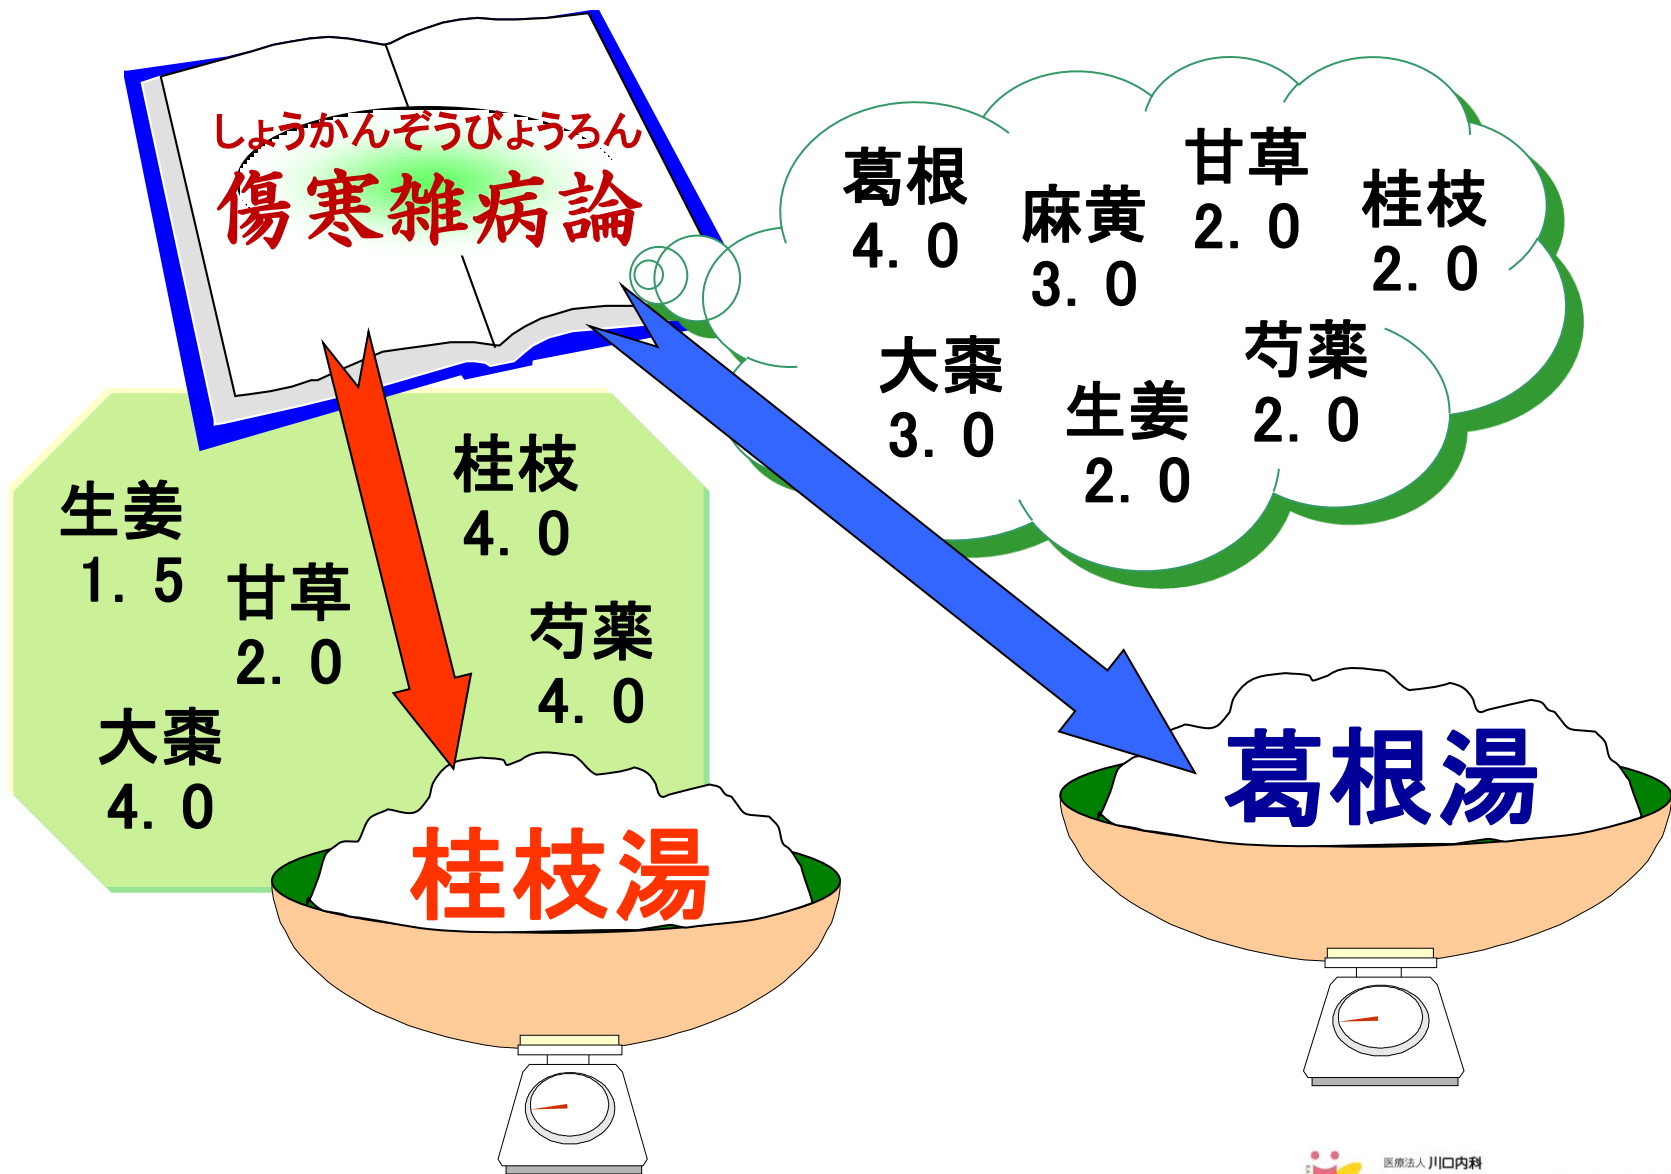 しょうかんぞうびょうろん
傷寒雑病論
葛根
4.0
麻黄
3.0
甘草
2.0
桂枝
2.0
大棗
3.0
生姜
2.0
芍薬
2.0
生姜
1.5
甘草
2.0
桂枝
4.0
芍薬
4.0
大棗
4.0
桂枝湯
葛根湯
医療法人 川口内科